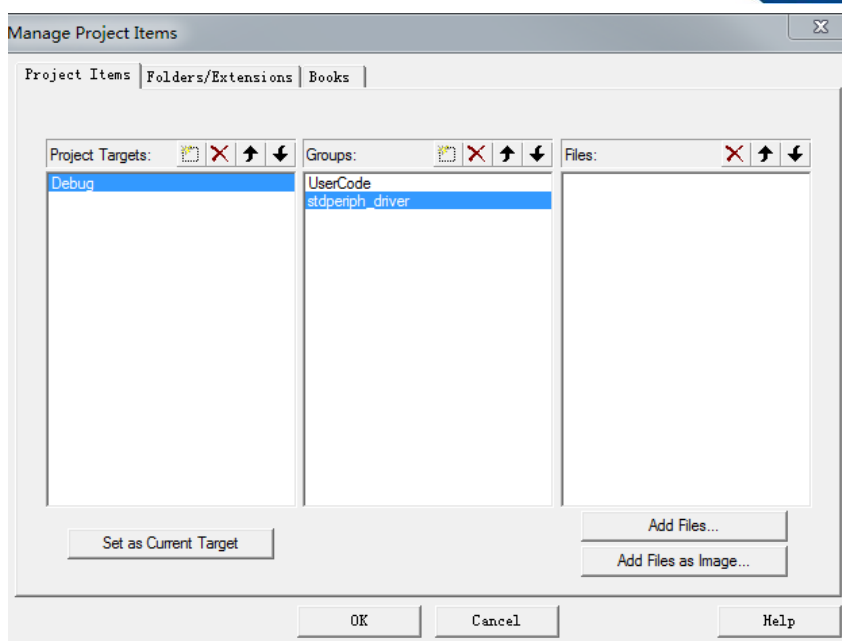 Manage Project Items
Project Items Folders/Extensions Books
Project Targets: Groups: Files:
Debug
UserCode
stdperiph_driver
Set as Current Target
Add Files...
Add Files as Image...
OK Cancel Help